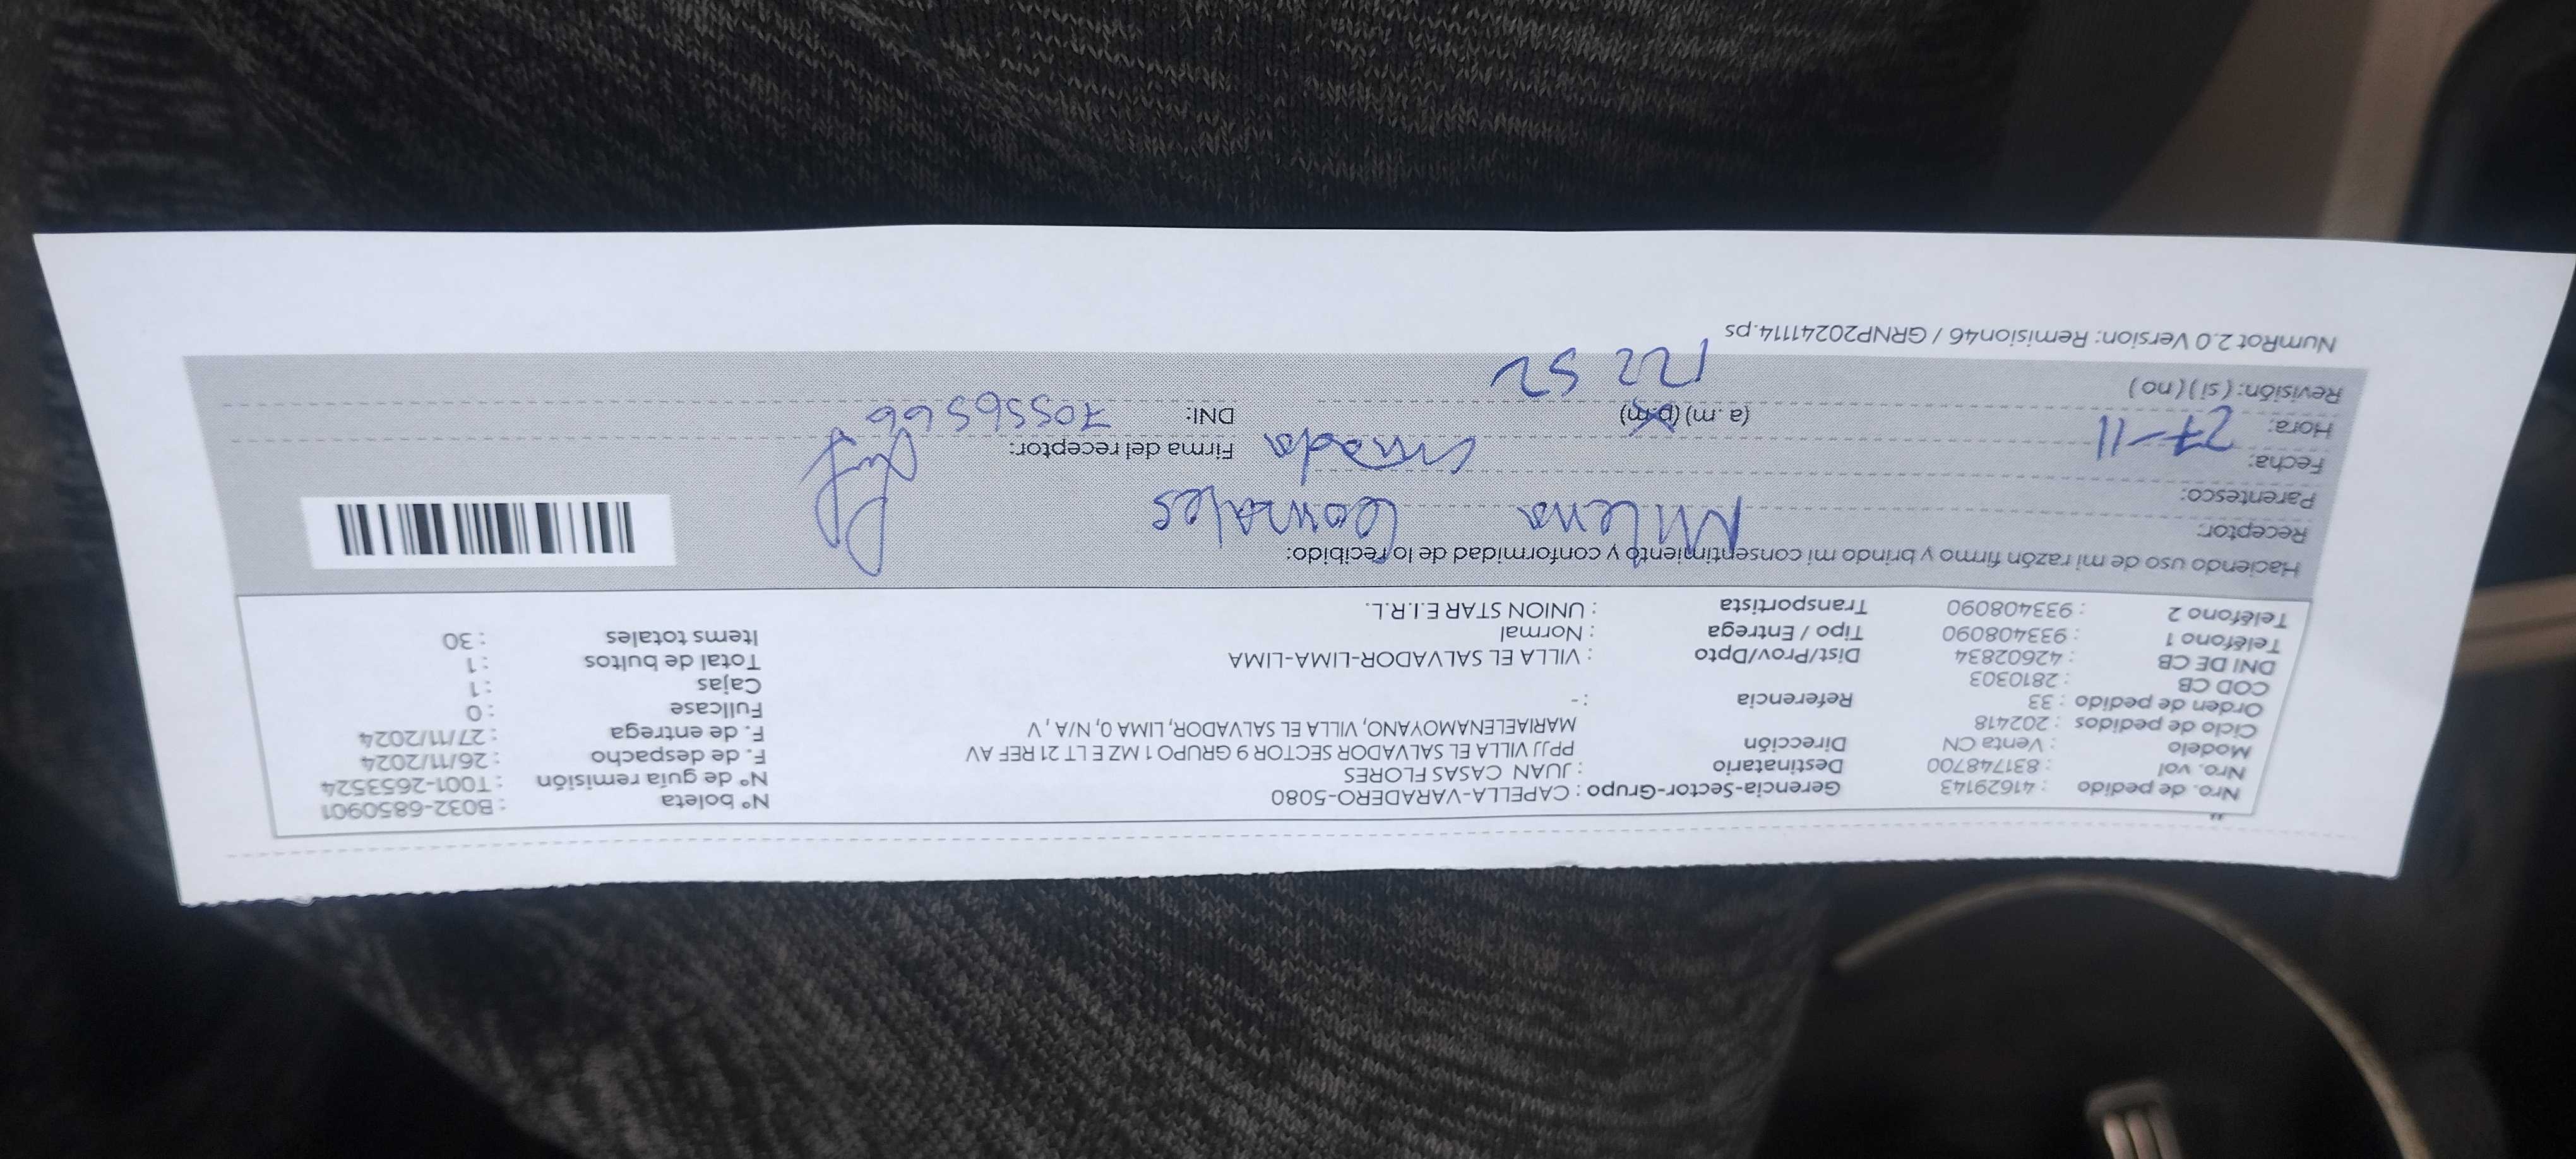 Nro. de pedido : 41629143 Gerencia-Sector-Grupo : CAPELLA-VARADERO-5080 Nº boleta : B032-6850901
Nro. vol : 831748700 Destinatario : JUAN CASAS FLORES Nº de guía remisión : T001-2653524
Modelo : Venta CN Dirección PPJJ VILLA EL SALVADOR SECTOR 9 GRUPO 1 MZ E LT 21 REF AV F. de despacho : 26/11/2024
Ciclo de pedidos : 202418 MARIAELENAMOYANO, VILLA EL SALVADOR, LIMA 0, N/A , V F. de entrega : 27/11/2024
Orden de pedido : 33 Referencia : - Fullcase : 0
COD CB : 2810303 Cajas : 1
DNI DE CB : 42602834 Dist/Prov/Dpto : VILLA EL SALVADOR-LIMA-LIMA Total de bultos : 1
Teléfono 1 : 933408090 Tipo / Entrega : Normal Items totales : 30
Teléfono 2 : 933408090 Transportista : UNION STAR E.I.R.L.
Haciendo uso de mi razón firmo y brindo mi consentimiento y conformidad de lo recibido:
Receptor: Milena Gonzales
Parentesco:
Fecha: 27-11 Firma del receptor:
Hora: (a.m) (p.m) DNI: 70556566
Revisión: (si) (no) 12 52
NumRot 2.0 Version: Remision46 / GRNP20241114.ps